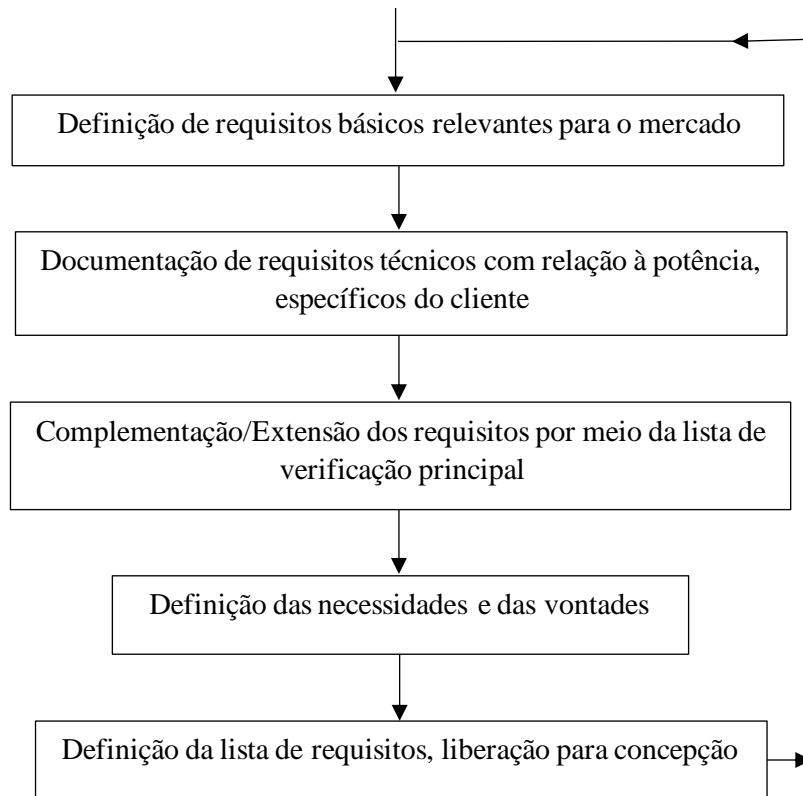 Definição de requisitos básicos relevantes para o mercado
Documentação de requisitos técnicos com relação à potência,
específicos do cliente
Complementação/Extensão dos requisitos por meio da lista de
verificação principal
Definição das necessidades e das vontades
Definição da lista de requisitos, liberação para concepção